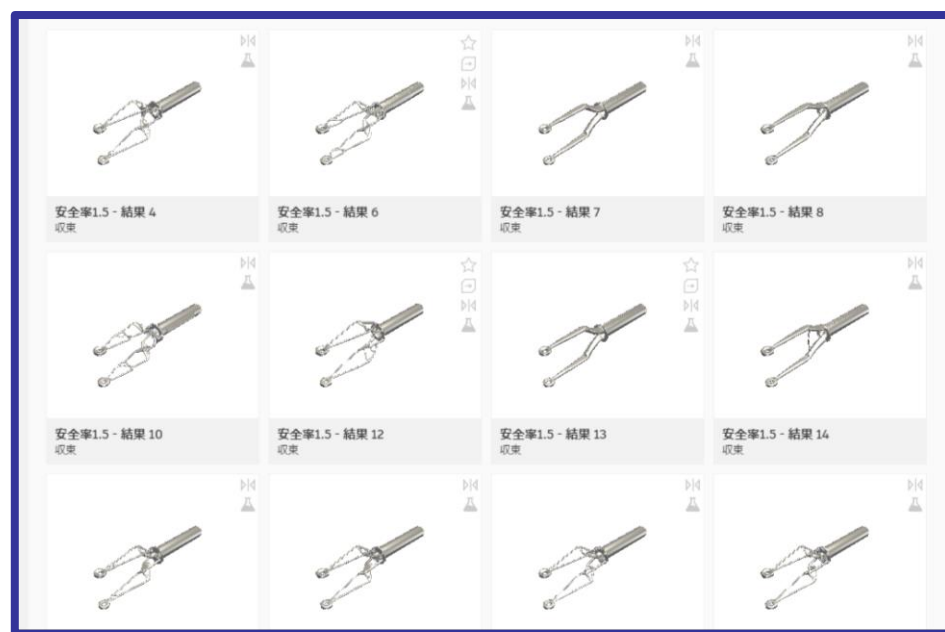 安全率1.5 - 結果 4
収束
安全率1.5 - 結果 6
収束
安全率1.5 - 結果 7
収束
安全率1.5 - 結果 8
収束
安全率1.5 - 結果 10
収束
安全率1.5 - 結果 12
収束
安全率1.5 - 結果 13
収束
安全率1.5 - 結果 14
収束